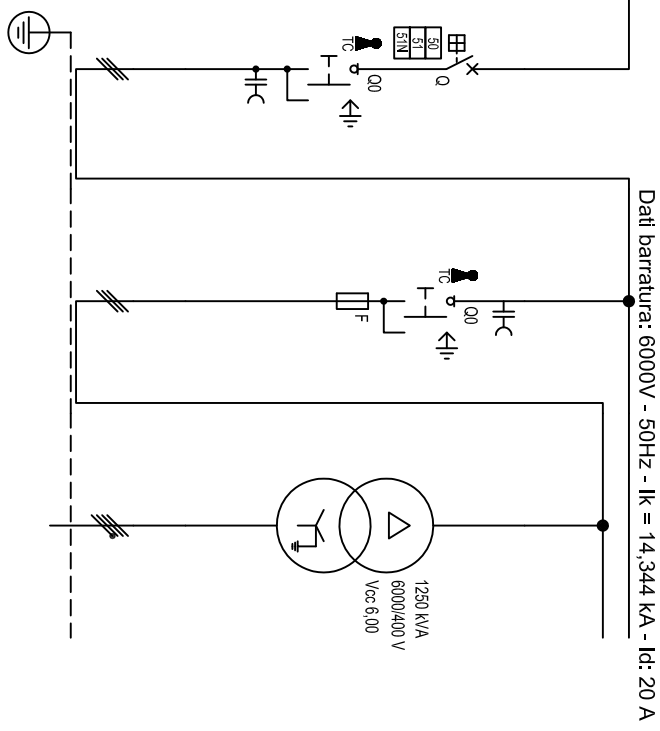 Dati barratura: 6000V - 50Hz - Ik = 14,344 kA - Id: 20 A
50
51
51N
Q
TC
Q0
TC
Q0
F
1250 kVA
6000/400 V
Vcc 6,00